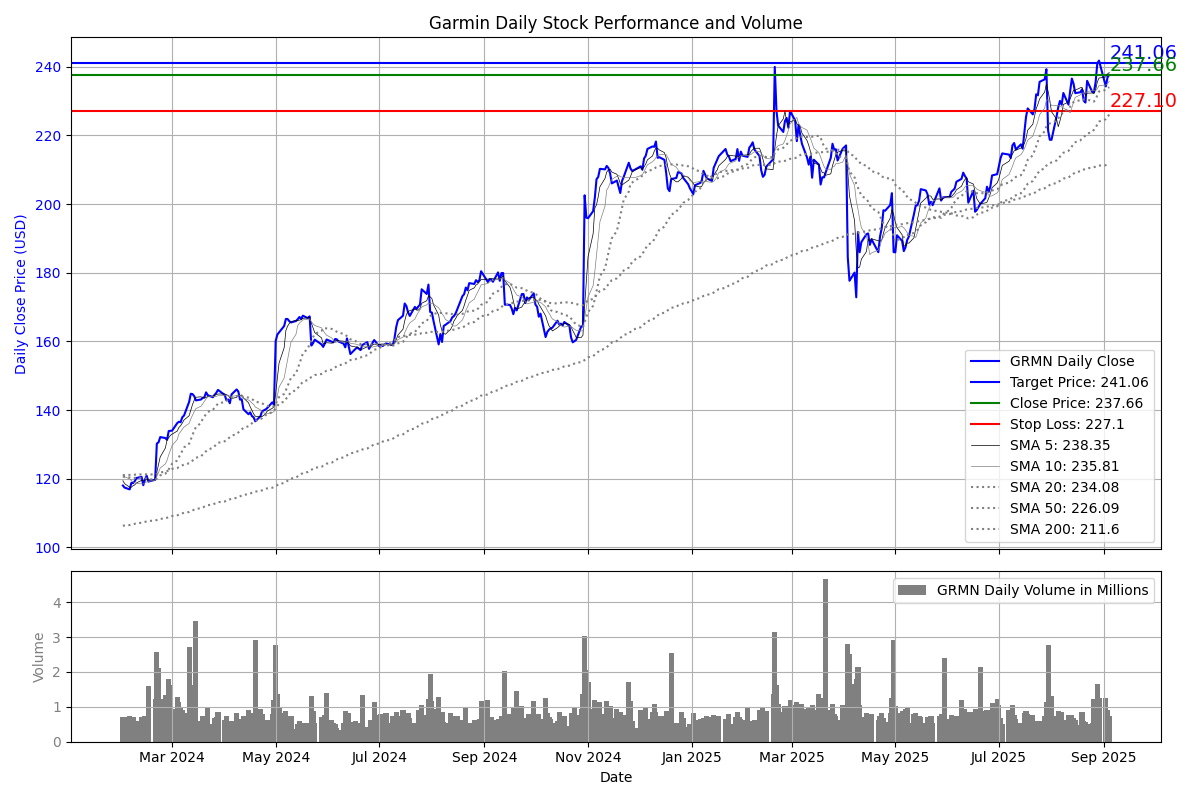 Garmin Daily Stock Performance and Volume
241.06
237.66
227.10
240
220
200
180
160
140
120
100
Daily Close Price (USD)
GRMN Daily Close
Target Price: 241.06
Close Price: 237.66
Stop Loss: 227.1
SMA 5: 238.35
SMA 10: 235.81
SMA 20: 234.08
SMA 50: 226.09
SMA 200: 211.6
GRMN Daily Volume in Millions
4
3
2
1
0
Volume
Mar 2024 May 2024 Jul 2024 Sep 2024 Nov 2024 Jan 2025 Mar 2025 May 2025 Jul 2025 Sep 2025
Date